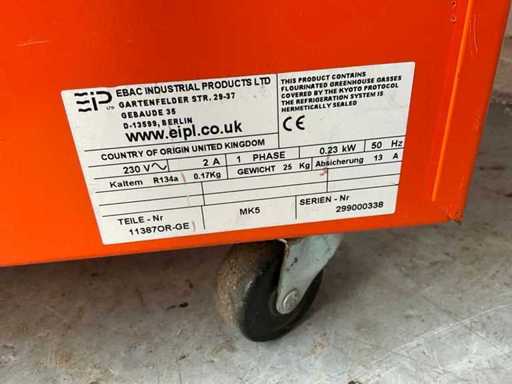 EIP LTD
EBAC INDUSTRIAL PRODUCTS LTD
GARTENFELDER STR. 29-37
GEBAUDE 35
D-13599, BERLIN
www.eipl.co.uk
COUNTRY OF ORIGIN UNITED KINGDOM
THIS PRODUCT CONTAINS
FLOURINATED GREENHOUSE GASSES
COVERED BY THE KYOTO PROTOCOL
THE REFRIGERATION SYSTEM IS
HERMETICALLY SEALED
CE
230 V~ 2 A 1 PHASE 0.23 kW 50 Hz
Kaltem R134a 0.17Kg GEWICHT 25 Kg Absicherung 13 A
TEILE - Nr
11387OR-GE
MK5
SERIEN - Nr
299000338